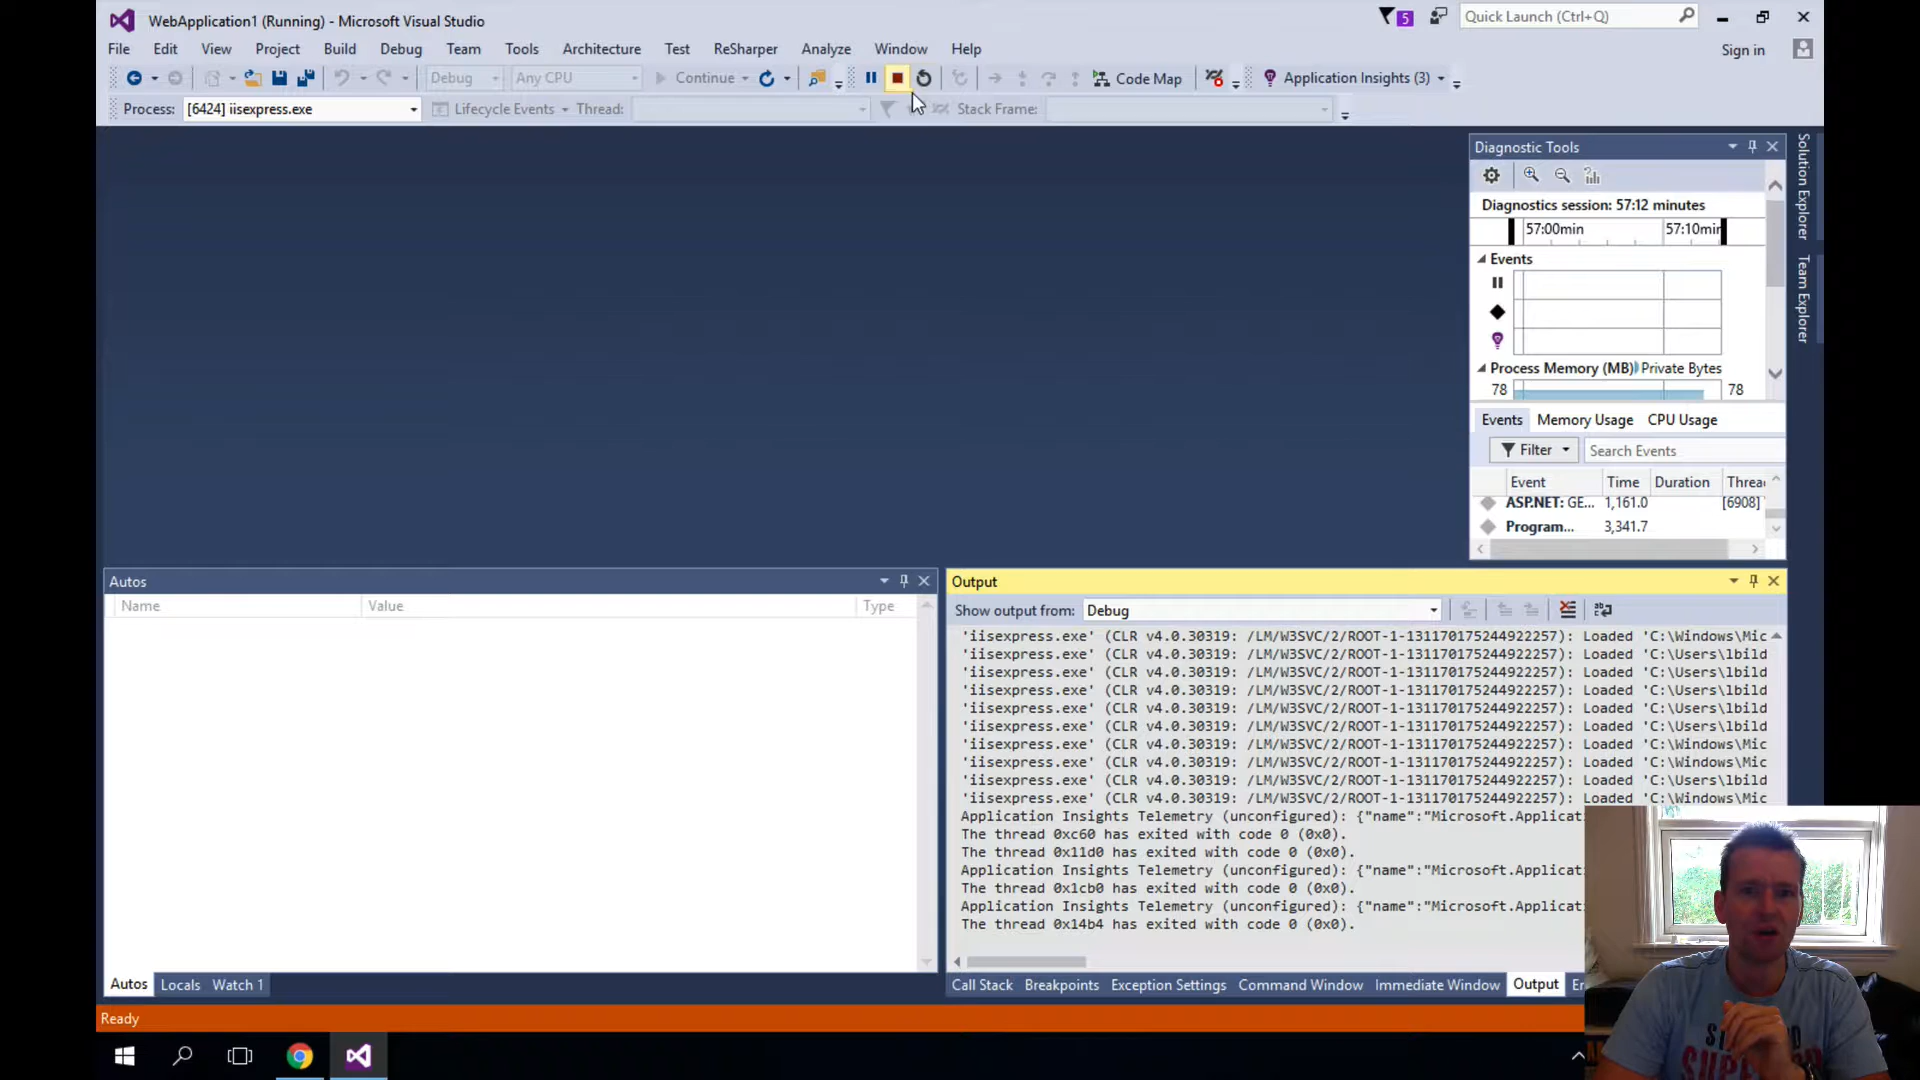 WebApplication1 (Running) - Microsoft Visual Studio
5
Quick Launch (Ctrl+Q)
File Edit View Project Build Debug Team Tools Architecture Test ReSharper Analyze Window Help
Sign in
Debug Any CPU Continue Code Map Application Insights (3)
Process: [6424] iisexpress.exe Lifecycle Events Thread: Stack Frame:
Diagnostic Tools
Solution Explorer
Team Explorer
Diagnostics session: 57:12 minutes
57:00min 57:10min
Events
Process Memory (MB) Private Bytes
78 78
Events Memory Usage CPU Usage
Filter Search Events
Event Time Duration Threa
ASP.NET: GE... 1,161.0 [6908]
Program... 3,341.7
Autos
Name Value Type
Output
Show output from: Debug
'iisexpress.exe' (CLR v4.0.30319: /LM/W3SVC/2/ROOT-1-131170175244922257): Loaded 'C:\Windows\Mic
'iisexpress.exe' (CLR v4.0.30319: /LM/W3SVC/2/ROOT-1-131170175244922257): Loaded 'C:\Users\lbild
'iisexpress.exe' (CLR v4.0.30319: /LM/W3SVC/2/ROOT-1-131170175244922257): Loaded 'C:\Users\lbild
'iisexpress.exe' (CLR v4.0.30319: /LM/W3SVC/2/ROOT-1-131170175244922257): Loaded 'C:\Users\lbild
'iisexpress.exe' (CLR v4.0.30319: /LM/W3SVC/2/ROOT-1-131170175244922257): Loaded 'C:\Users\lbild
'iisexpress.exe' (CLR v4.0.30319: /LM/W3SVC/2/ROOT-1-131170175244922257): Loaded 'C:\Users\lbild
'iisexpress.exe' (CLR v4.0.30319: /LM/W3SVC/2/ROOT-1-131170175244922257): Loaded 'C:\Windows\Mic
'iisexpress.exe' (CLR v4.0.30319: /LM/W3SVC/2/ROOT-1-131170175244922257): Loaded 'C:\Windows\Mic
'iisexpress.exe' (CLR v4.0.30319: /LM/W3SVC/2/ROOT-1-131170175244922257): Loaded 'C:\Users\lbild
'iisexpress.exe' (CLR v4.0.30319: /LM/W3SVC/2/ROOT-1-131170175244922257): Loaded 'C:\Windows\Mic
Application Insights Telemetry (unconfigured): {"name":"Microsoft.Applicat
The thread 0xc60 has exited with code 0 (0x0).
The thread 0x11d0 has exited with code 0 (0x0).
Application Insights Telemetry (unconfigured): {"name":"Microsoft.Applicat
The thread 0x1cb0 has exited with code 0 (0x0).
Application Insights Telemetry (unconfigured): {"name":"Microsoft.Applicat
The thread 0x14b4 has exited with code 0 (0x0).
Autos Locals Watch 1
Call Stack Breakpoints Exception Settings Command Window Immediate Window Output
Ready